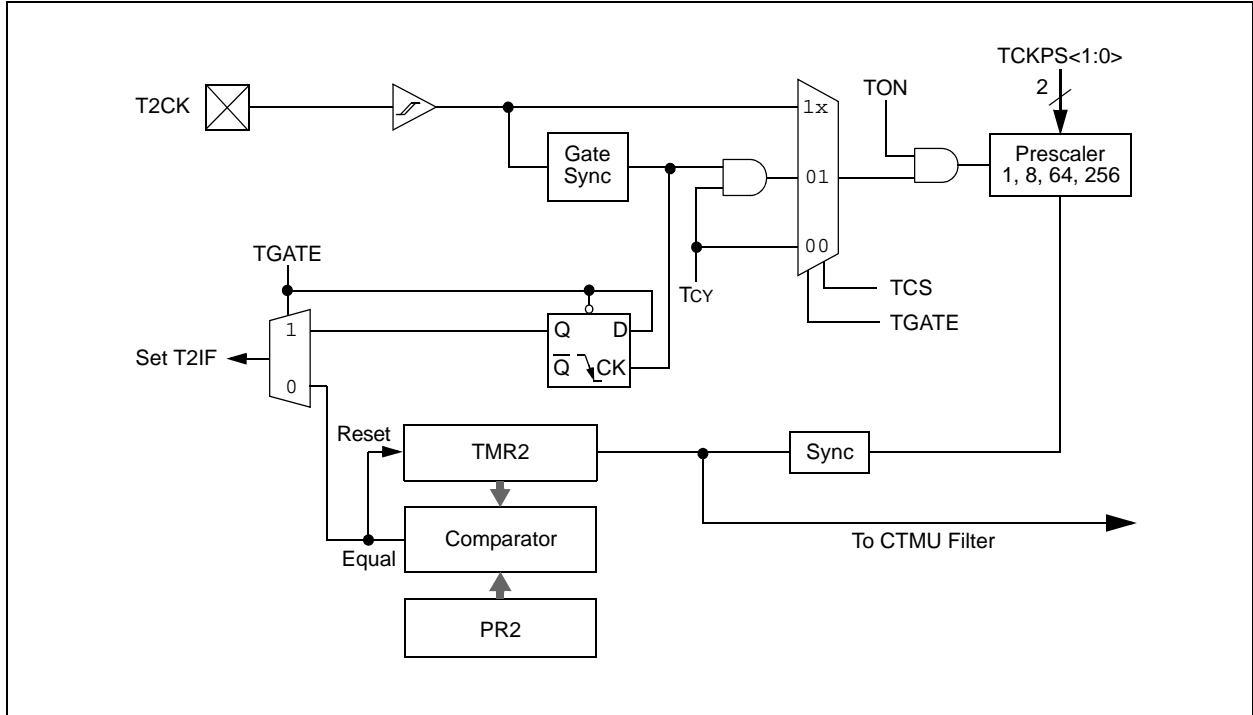 TCKPS<1:0>
2
TON
T2CK
1x
Gate
Sync
Prescaler
1, 8, 64, 256
01
00
TGATE
TCY
TCS
TGATE
1
Q
D
Set T2IF
Q
CK
0
Reset
TMR2
Sync
Comparator
To CTMU Filter
Equal
PR2